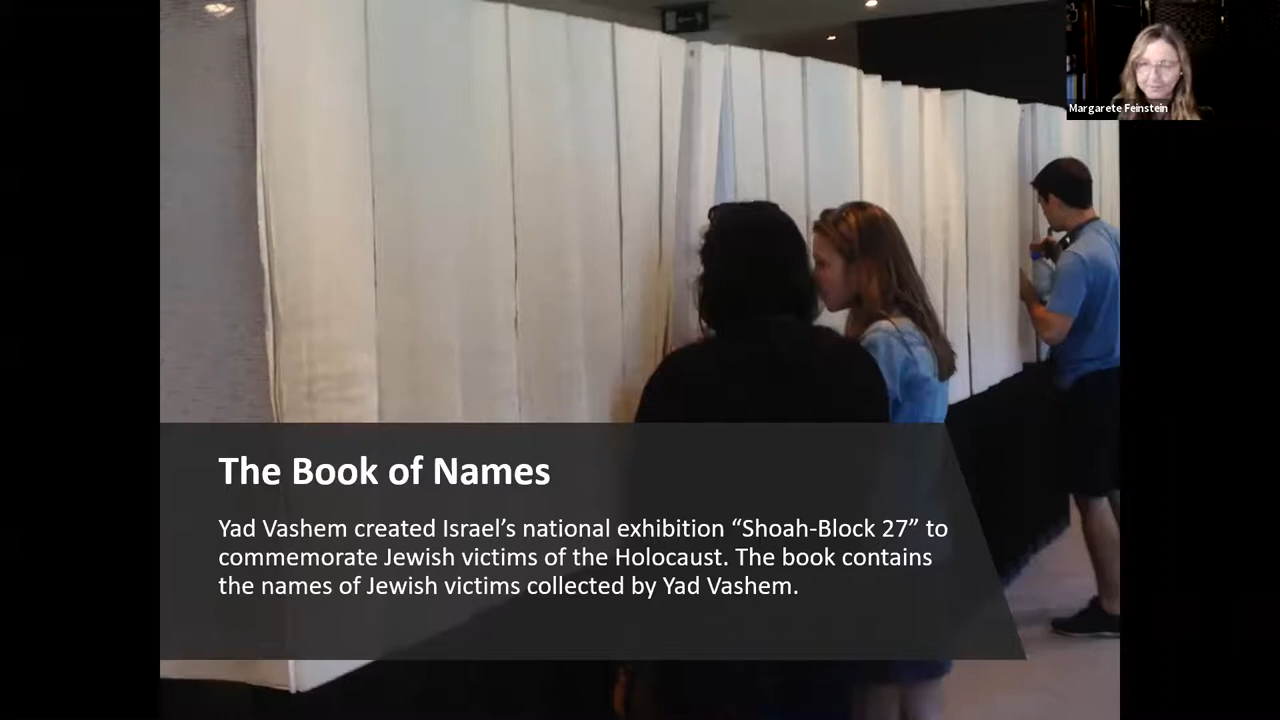 Margarete Feinstein
The Book of Names
Yad Vashem created Israel’s national exhibition “Shoah-Block 27” to
commemorate Jewish victims of the Holocaust. The book contains
the names of Jewish victims collected by Yad Vashem.